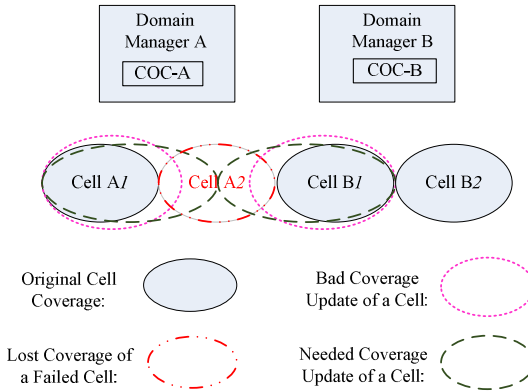 Domain
Manager A
COC-A
Domain
Manager B
COC-B
Cell A1
Cell A2
Cell B1
Cell B2
Original Cell
Coverage:
Bad Coverage
Update of a Cell:
Lost Coverage of
a Failed Cell:
Needed Coverage
Update of a Cell: